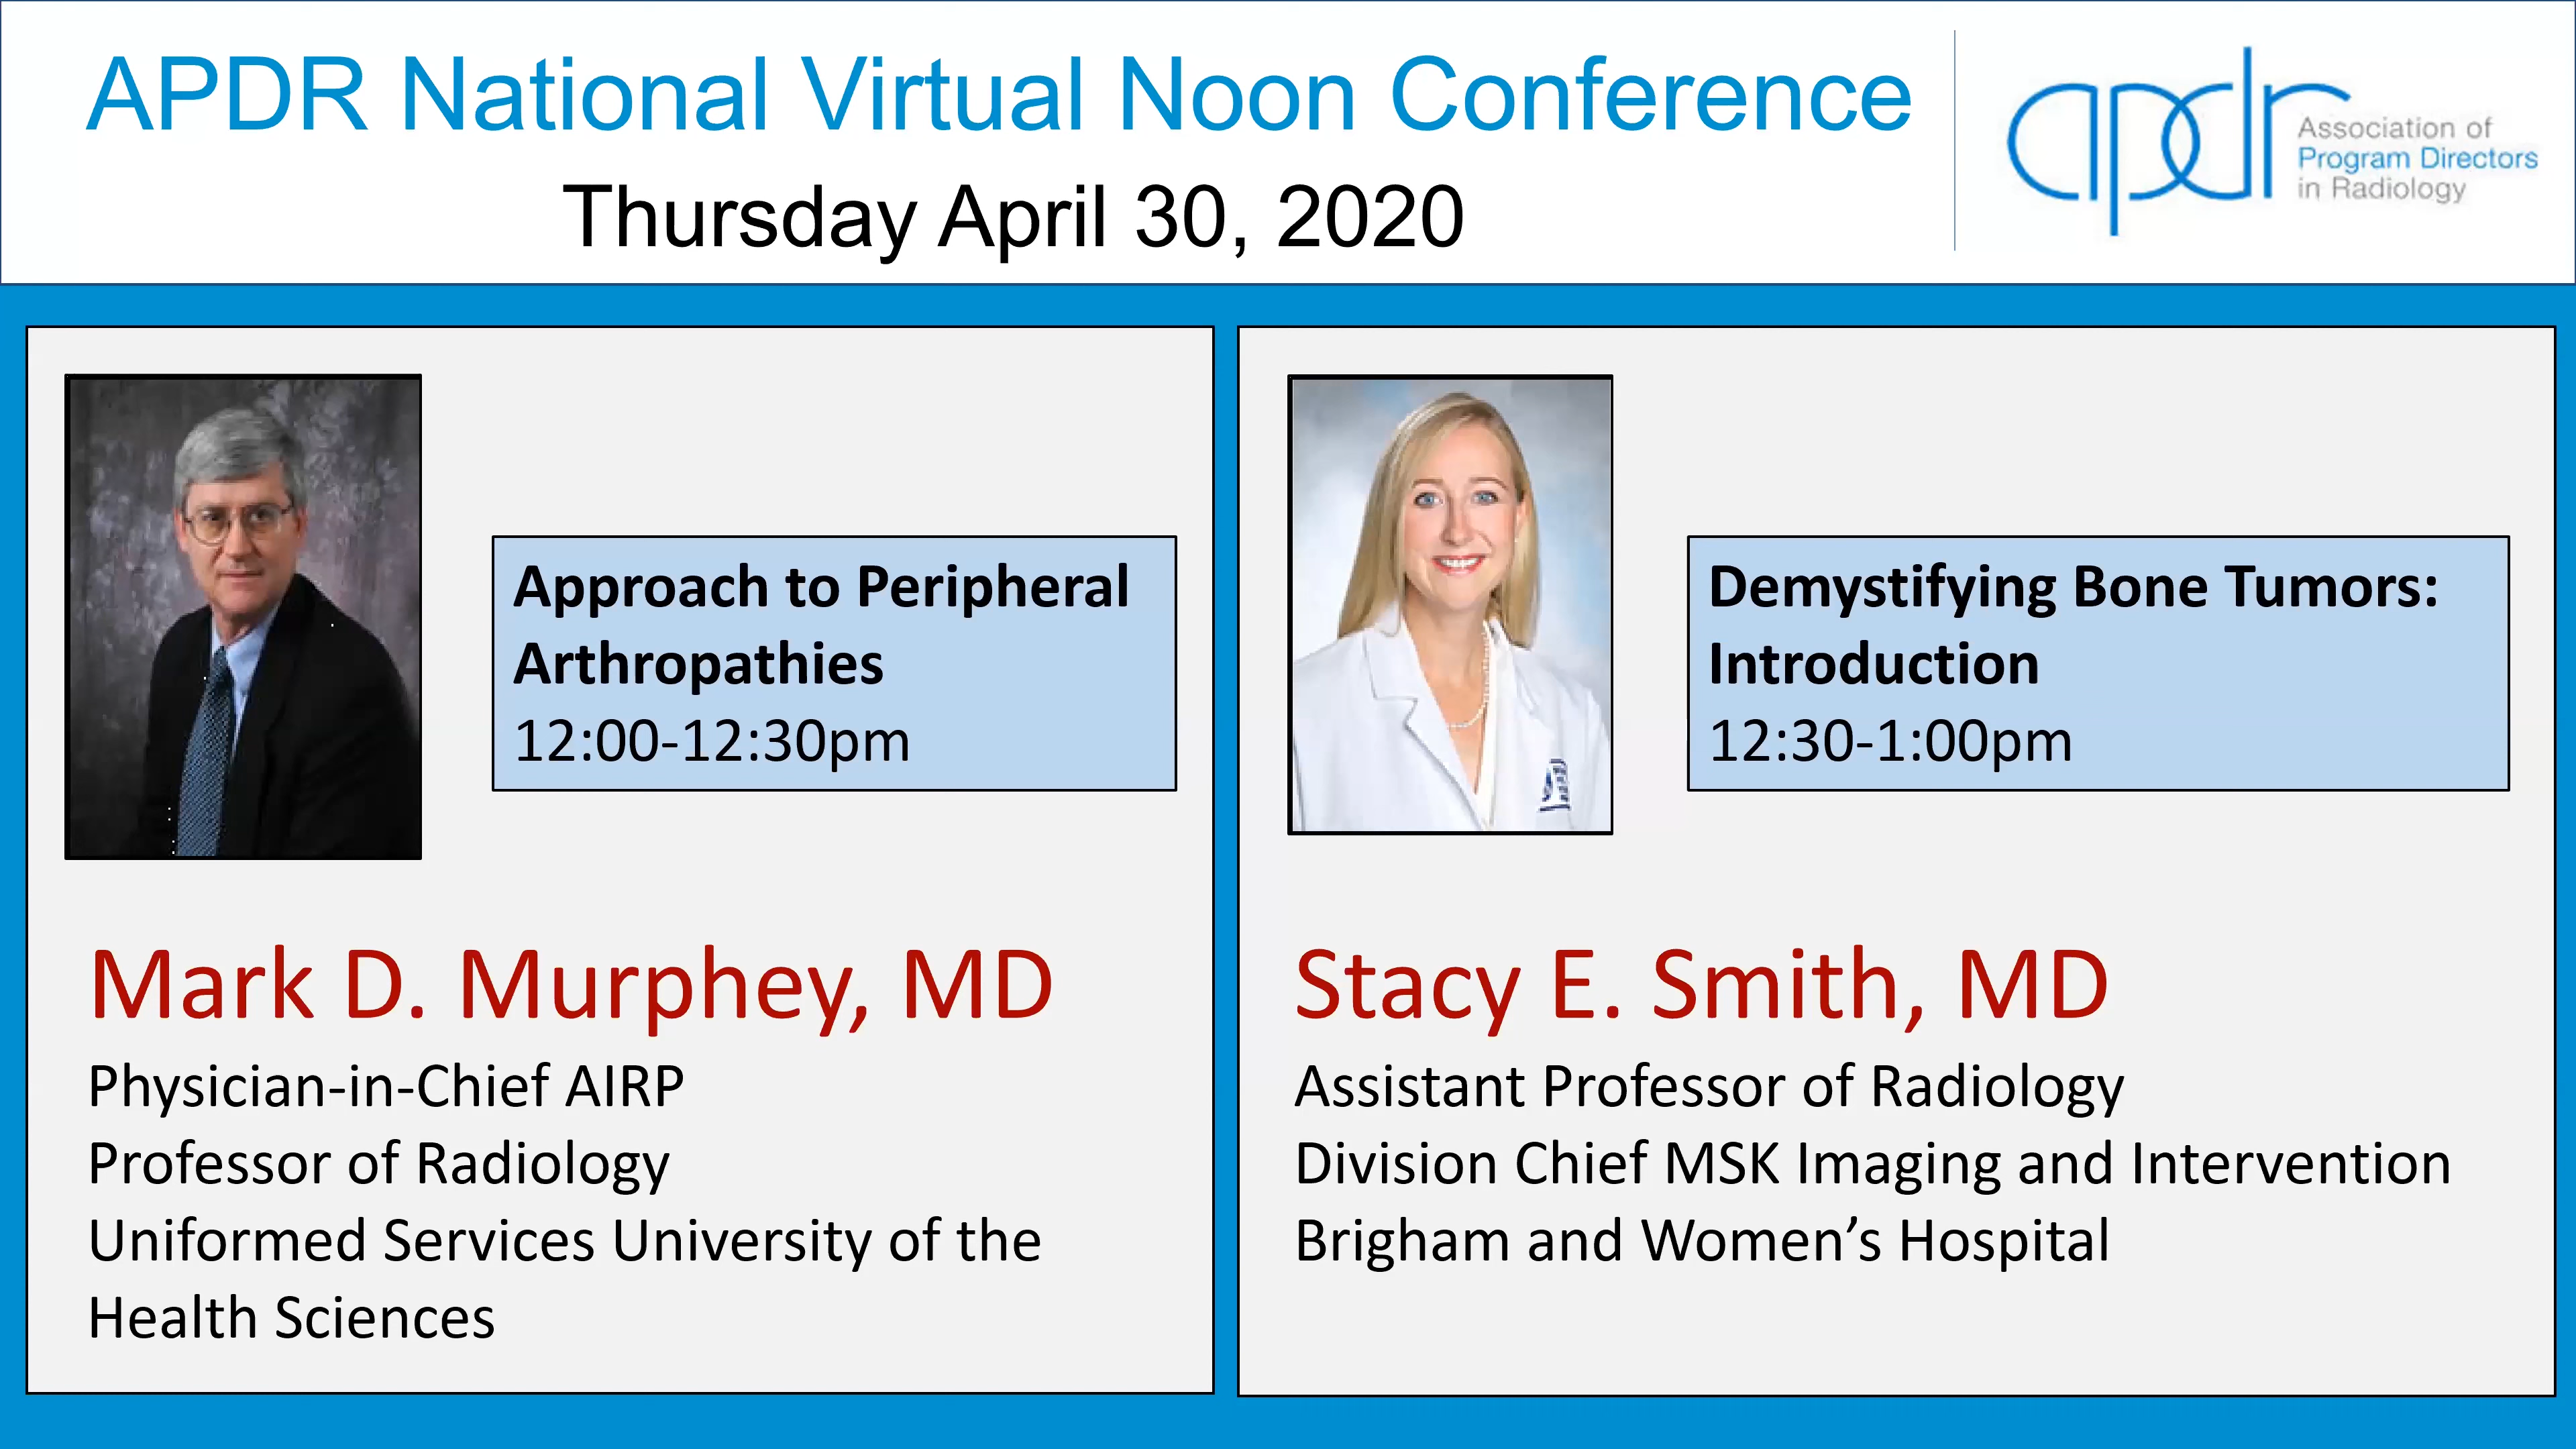 APDR National Virtual Noon Conference
Thursday April 30, 2020
apdr
Association of
Program Directors
in Radiology
Approach to Peripheral
Arthropathies
12:00-12:30pm
Mark D. Murphey, MD
Physician-in-Chief AIRP
Professor of Radiology
Uniformed Services University of the
Health Sciences
Demystifying Bone Tumors:
Introduction
12:30-1:00pm
Stacy E. Smith, MD
Assistant Professor of Radiology
Division Chief MSK Imaging and Intervention
Brigham and Women’s Hospital